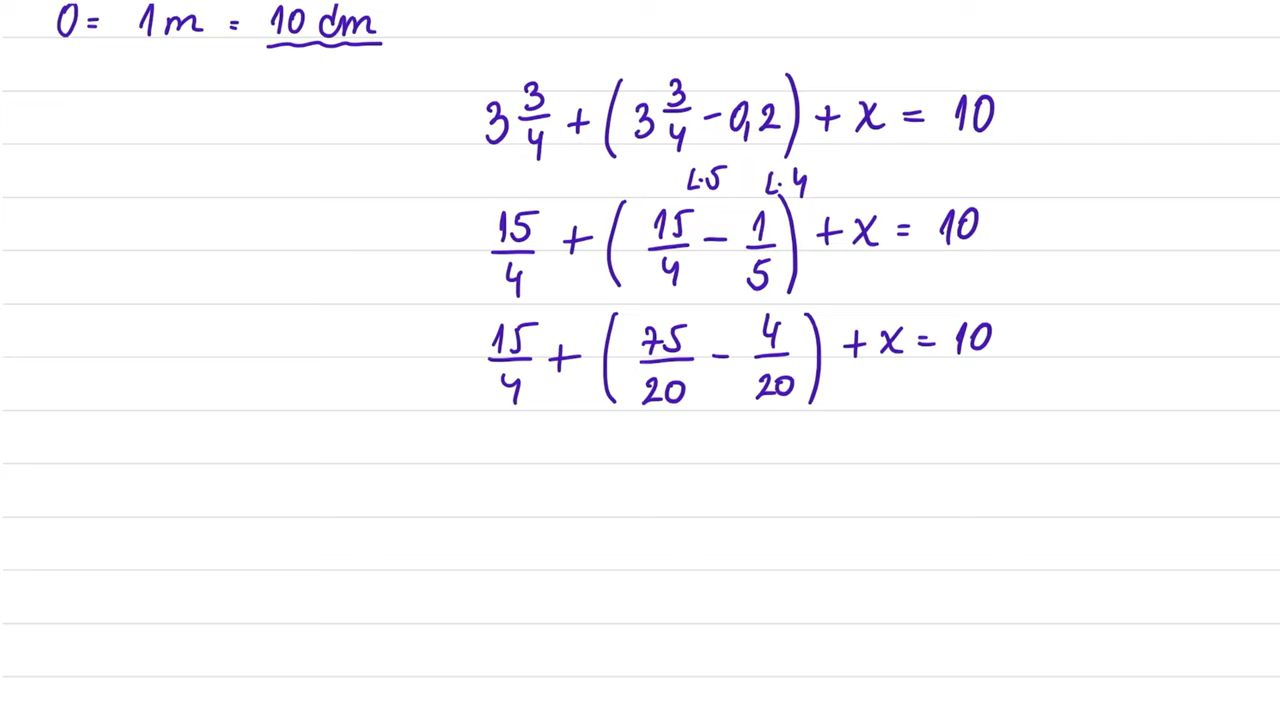 O = 1 m = 10 dm
3 3/4 + (3 3/4 - 0,2) + x = 10
L·5 L·4
15/4 + (15/4 - 1/5) + x = 10
15/4 + (75/20 - 4/20) + x = 10